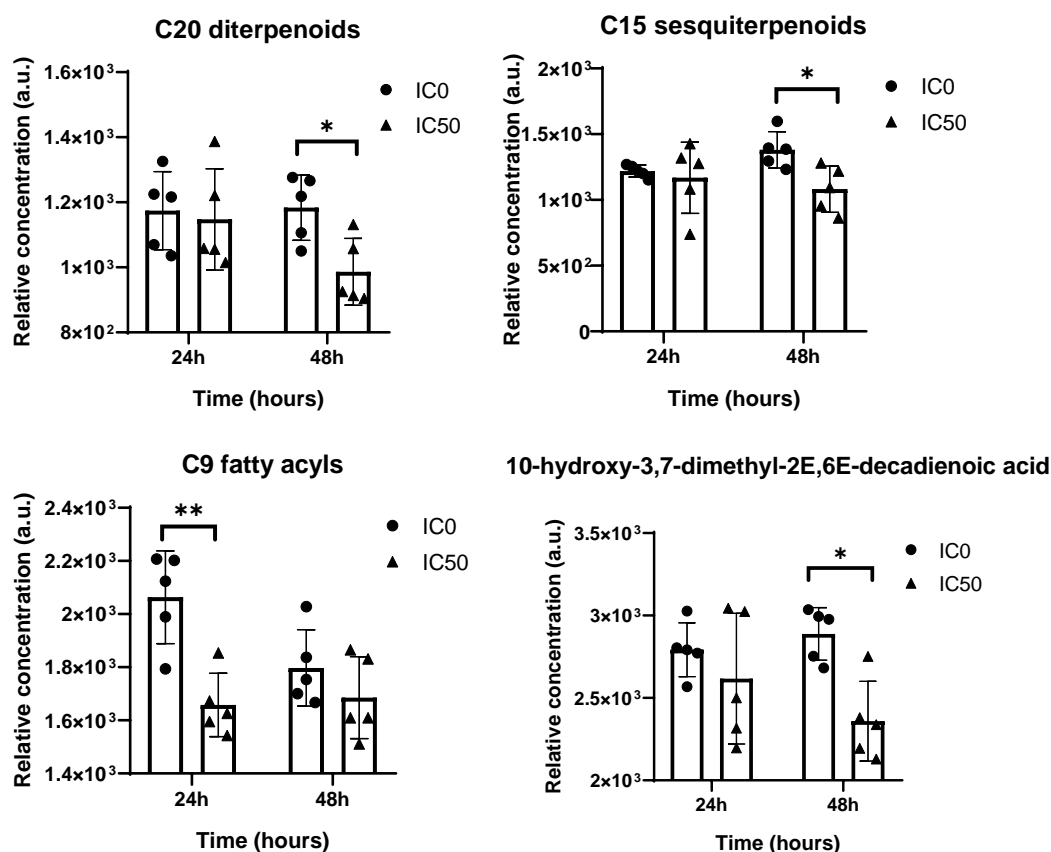 C20 diterpenoids
Relative concentration (a.u.)
1.6×10³
1.4×10³
1.2×10³
1×10³
8×10²
IC0
IC50
*
24h
48h
Time (hours)
C15 sesquiterpenoids
Relative concentration (a.u.)
2×10³
1.5×10³
1×10³
5×10²
0
IC0
IC50
*
24h
48h
Time (hours)
C9 fatty acyls
Relative concentration (a.u.)
2.4×10³
2.2×10³
2×10³
1.8×10³
1.6×10³
1.4×10³
IC0
IC50
**
24h
48h
Time (hours)
10-hydroxy-3,7-dimethyl-2E,6E-decadienoic acid
Relative concentration (a.u.)
3.5×10³
3×10³
2.5×10³
2×10³
IC0
IC50
*
24h
48h
Time (hours)